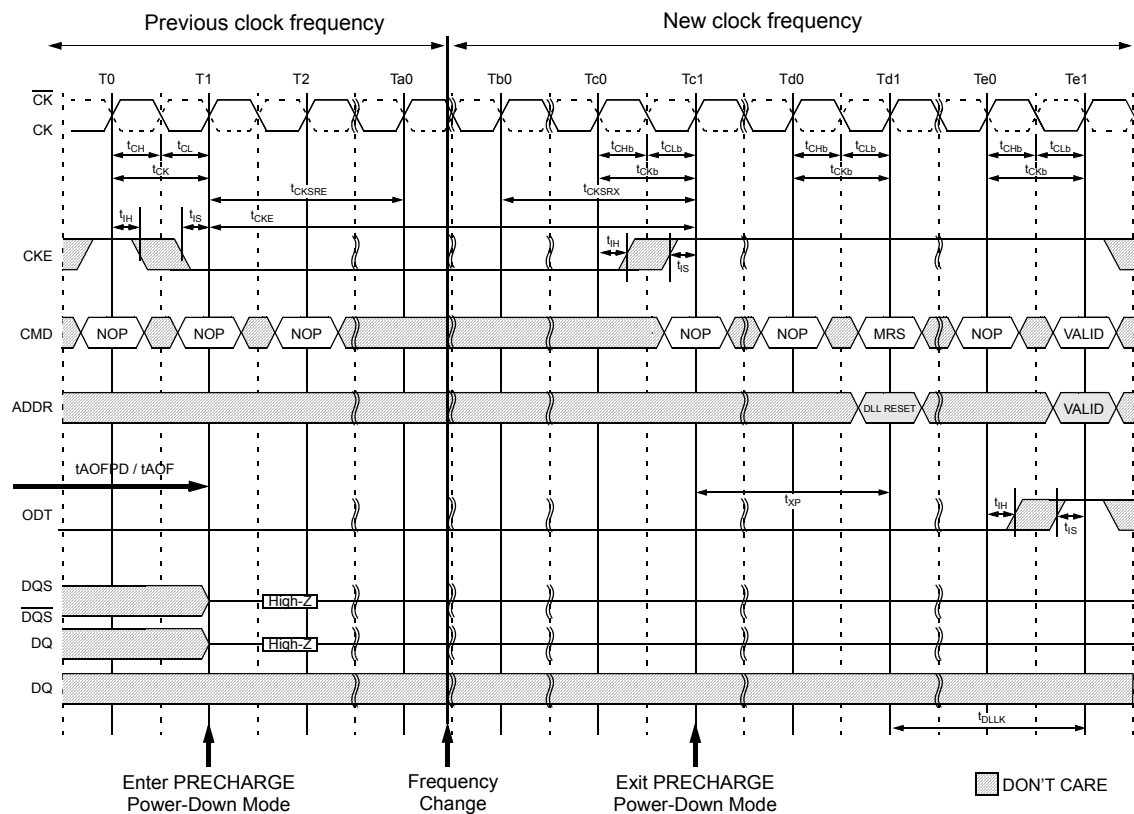 Previous clock frequency New clock frequency
T0 T1 T2 Ta0 Tb0 Tc0 Tc1 Td0 Td1 Te0 Te1
CK
CK
tCH tCL tCHb tCLb tCHb tCLb tCHb tCLb
tCK tCKb tCKb tCKb
tCKSRE tCKSRX
tIH tIS tCKE
tIH
CKE
tIS
CMD NOP NOP NOP NOP NOP MRS NOP VALID
ADDR DLL RESET VALID
tAOFPD / tAOF
tXP tIH
ODT
tIS
DQS
High-Z
DQS
DQ High-Z
DQ
tDLLK
Enter PRECHARGE
Power-Down Mode
Frequency
Change
Exit PRECHARGE
Power-Down Mode
DON'T CARE